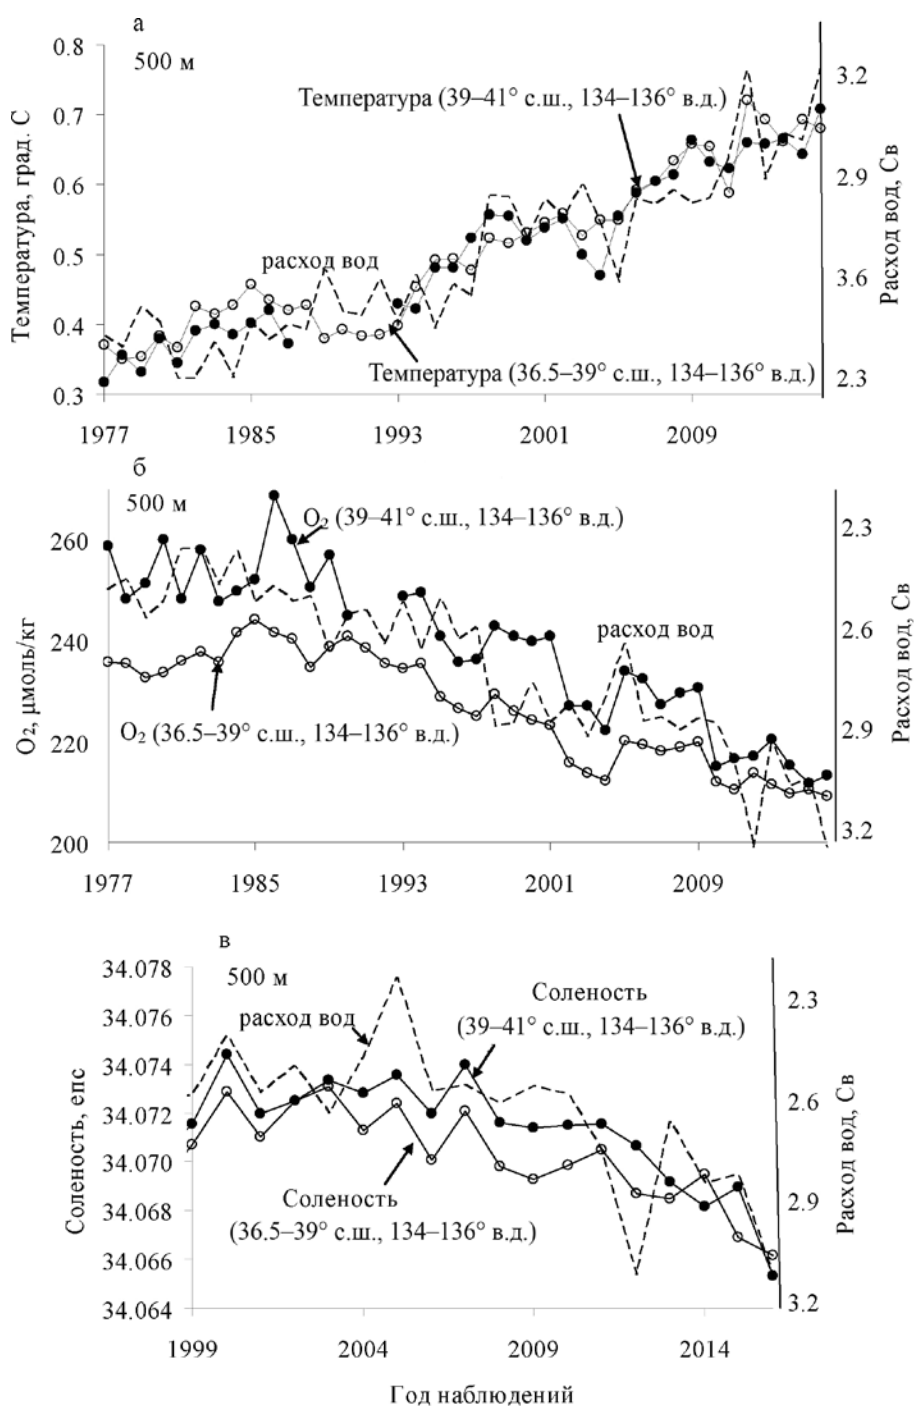 а
500 м
0.8
0.7
0.6
0.5
0.4
0.3
Температура, град. С
Температура (39–41° с.ш., 134–136° в.д.)
расход вод
Температура (36.5–39° с.ш., 134–136° в.д.)
3.2
2.9
3.6
2.3
Расход вод, Св
1977
1985
1993
2001
2009
б
500 м
260
240
220
200
О₂, μмоль/кг
О₂ (39–41° с.ш., 134–136° в.д.)
расход вод
О₂ (36.5–39° с.ш., 134–136° в.д.)
2.3
2.6
2.9
3.2
Расход вод, Св
1977
1985
1993
2001
2009
в
500 м
34.078
34.076
34.074
34.072
34.070
34.068
34.066
34.064
Соленость, епс
расход вод
Соленость
(39–41° с.ш., 134–136° в.д.)
Соленость
(36.5–39° с.ш., 134–136° в.д.)
2.3
2.6
2.9
3.2
Расход вод, Св
1999
2004
2009
2014
Год наблюдений